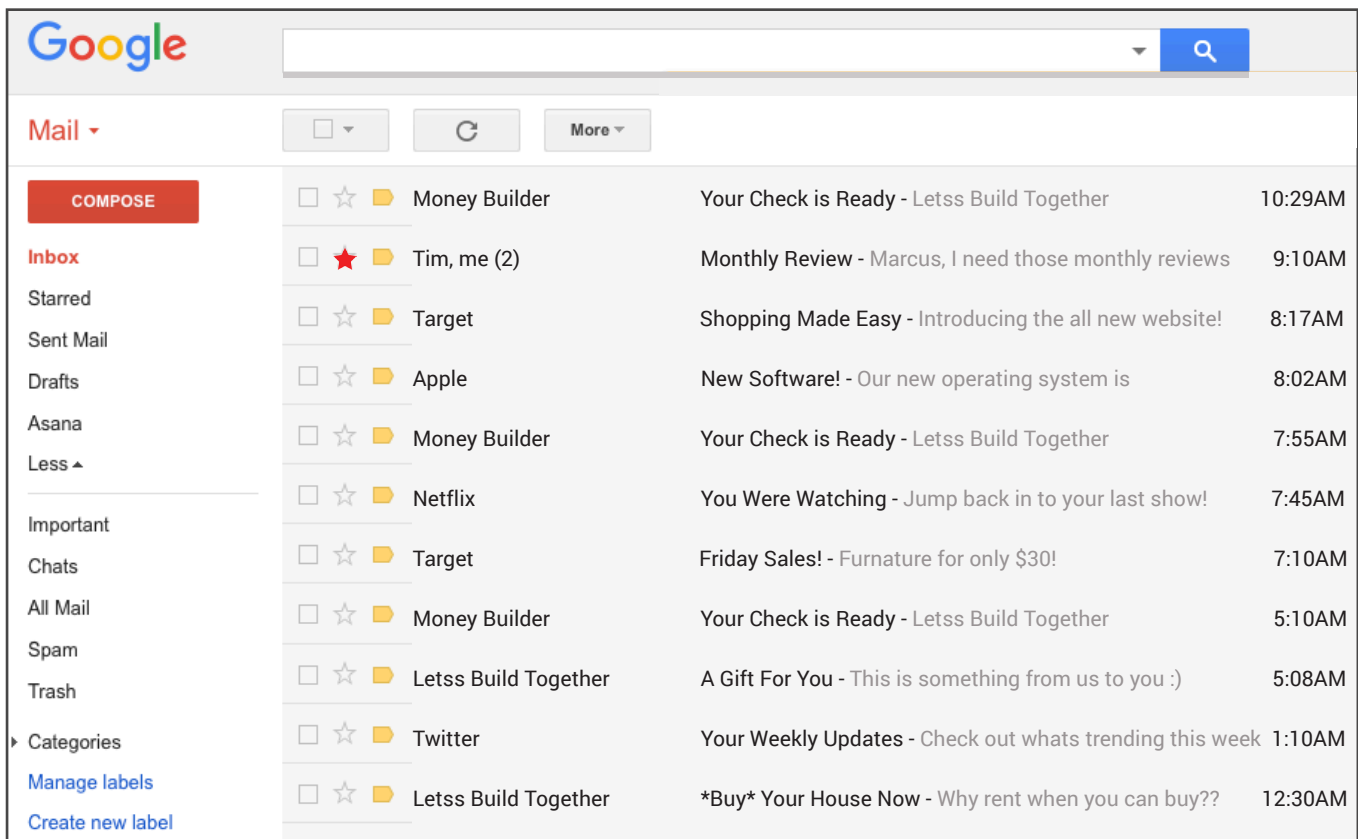 Google
Mail
More
COMPOSE
Inbox
Starred
Sent Mail
Drafts
Asana
Less
Important
Chats
All Mail
Spam
Trash
Categories
Manage labels
Create new label
Money Builder Your Check is Ready - Letss Build Together 10:29AM
Tim, me (2) Monthly Review - Marcus, I need those monthly reviews 9:10AM
Target Shopping Made Easy - Introducing the all new website! 8:17AM
Apple New Software! - Our new operating system is 8:02AM
Money Builder Your Check is Ready - Letss Build Together 7:55AM
Netflix You Were Watching - Jump back in to your last show! 7:45AM
Target Friday Sales! - Furnature for only $30! 7:10AM
Money Builder Your Check is Ready - Letss Build Together 5:10AM
Letss Build Together A Gift For You - This is something from us to you :) 5:08AM
Twitter Your Weekly Updates - Check out whats trending this week 1:10AM
Letss Build Together *Buy* Your House Now - Why rent when you can buy?? 12:30AM